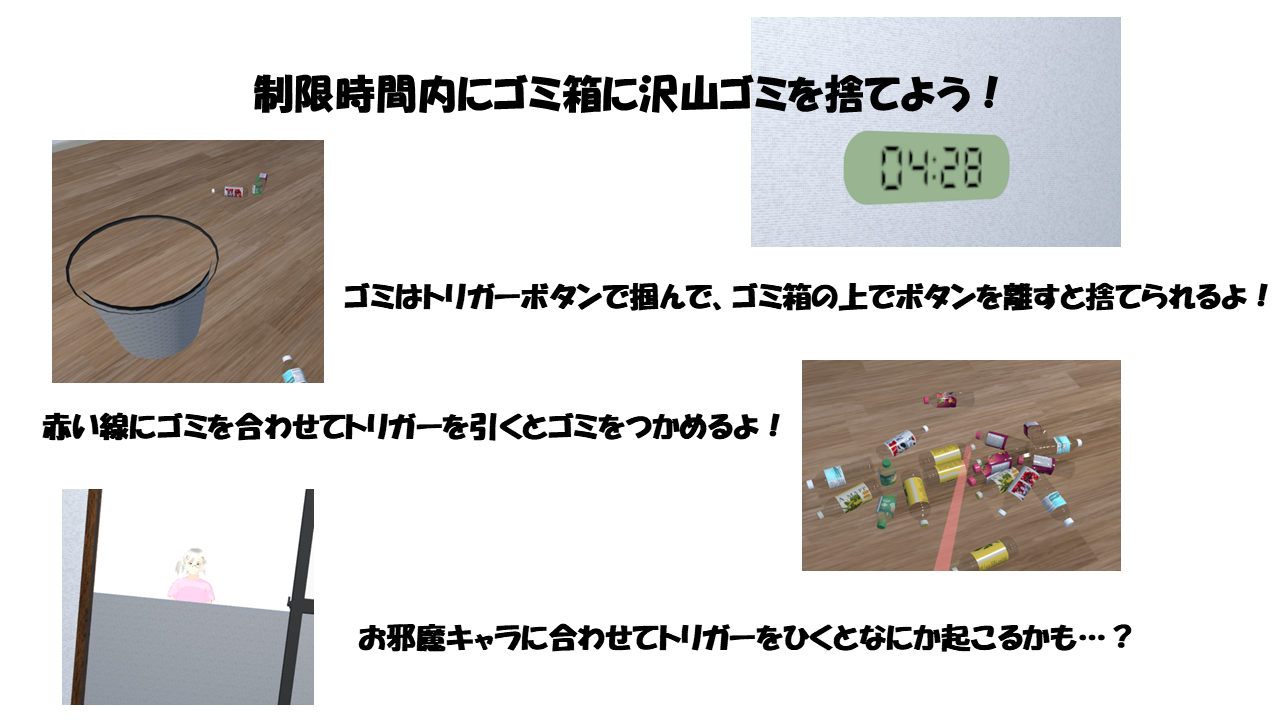 制限時間内にゴミ箱に沢山ゴミを捨てよう！
04:28
ゴミはトリガーボタンで掴んで、ゴミ箱の上でボタンを離すと捨てられるよ！
赤い線にゴミを合わせてトリガーを引くとゴミをつかめるよ！
お邪魔キャラに合わせてトリガーをひくとなにか起こるかも…？